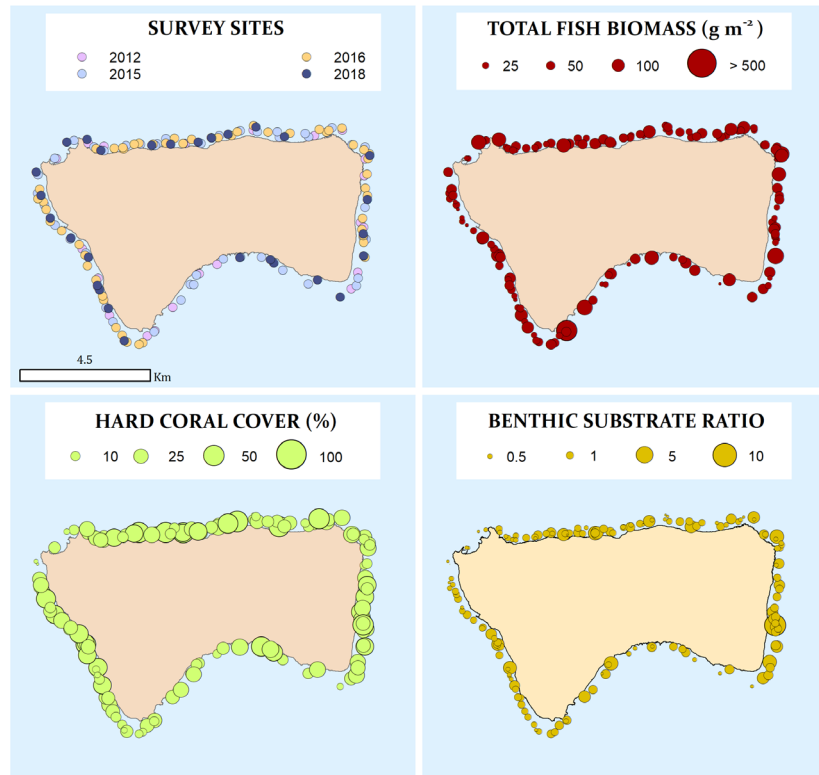 SURVEY SITES
2012 2016
2015 2018
4.5
Km
TOTAL FISH BIOMASS (g m⁻²)
25 50 100 > 500
HARD CORAL COVER (%)
10 25 50 100
BENTHIC SUBSTRATE RATIO
0.5 1 5 10